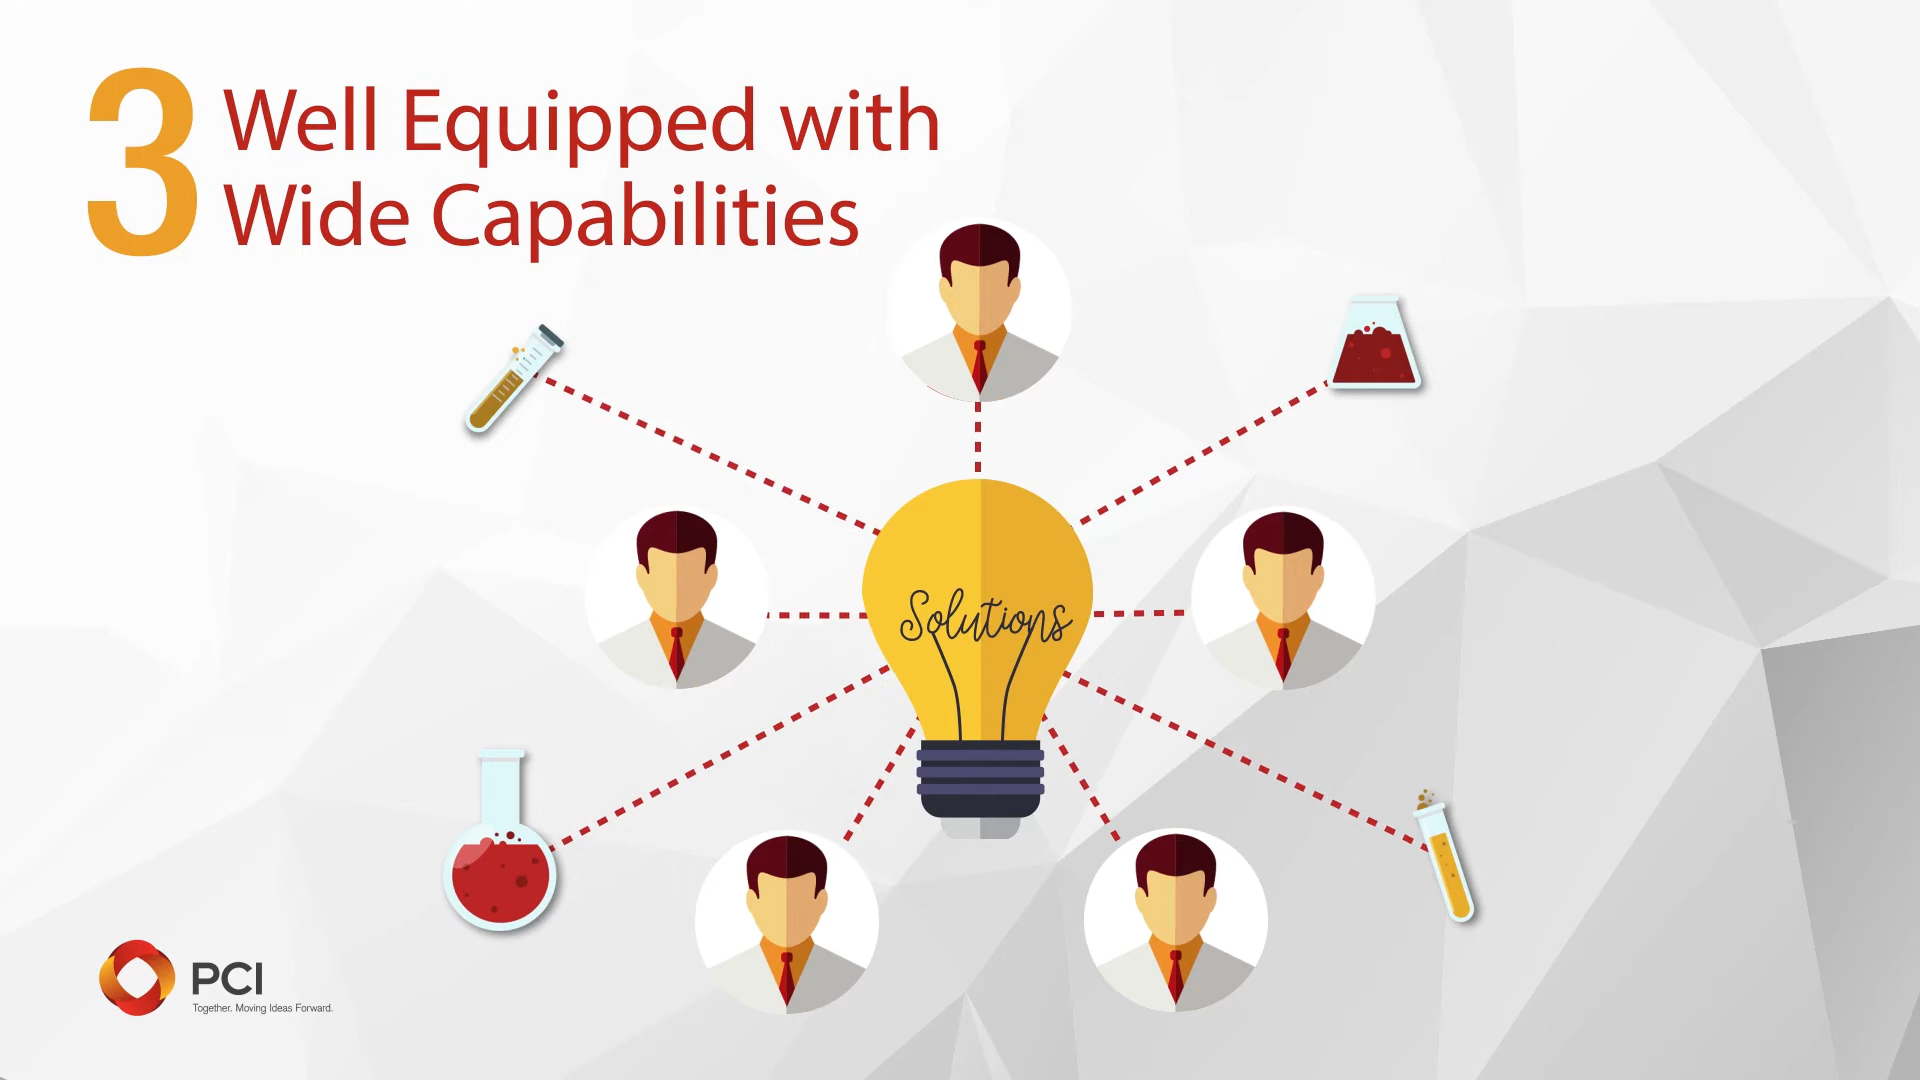 3
Well Equipped with
Wide Capabilities
Solutions
PCI
Together. Moving Ideas Forward.